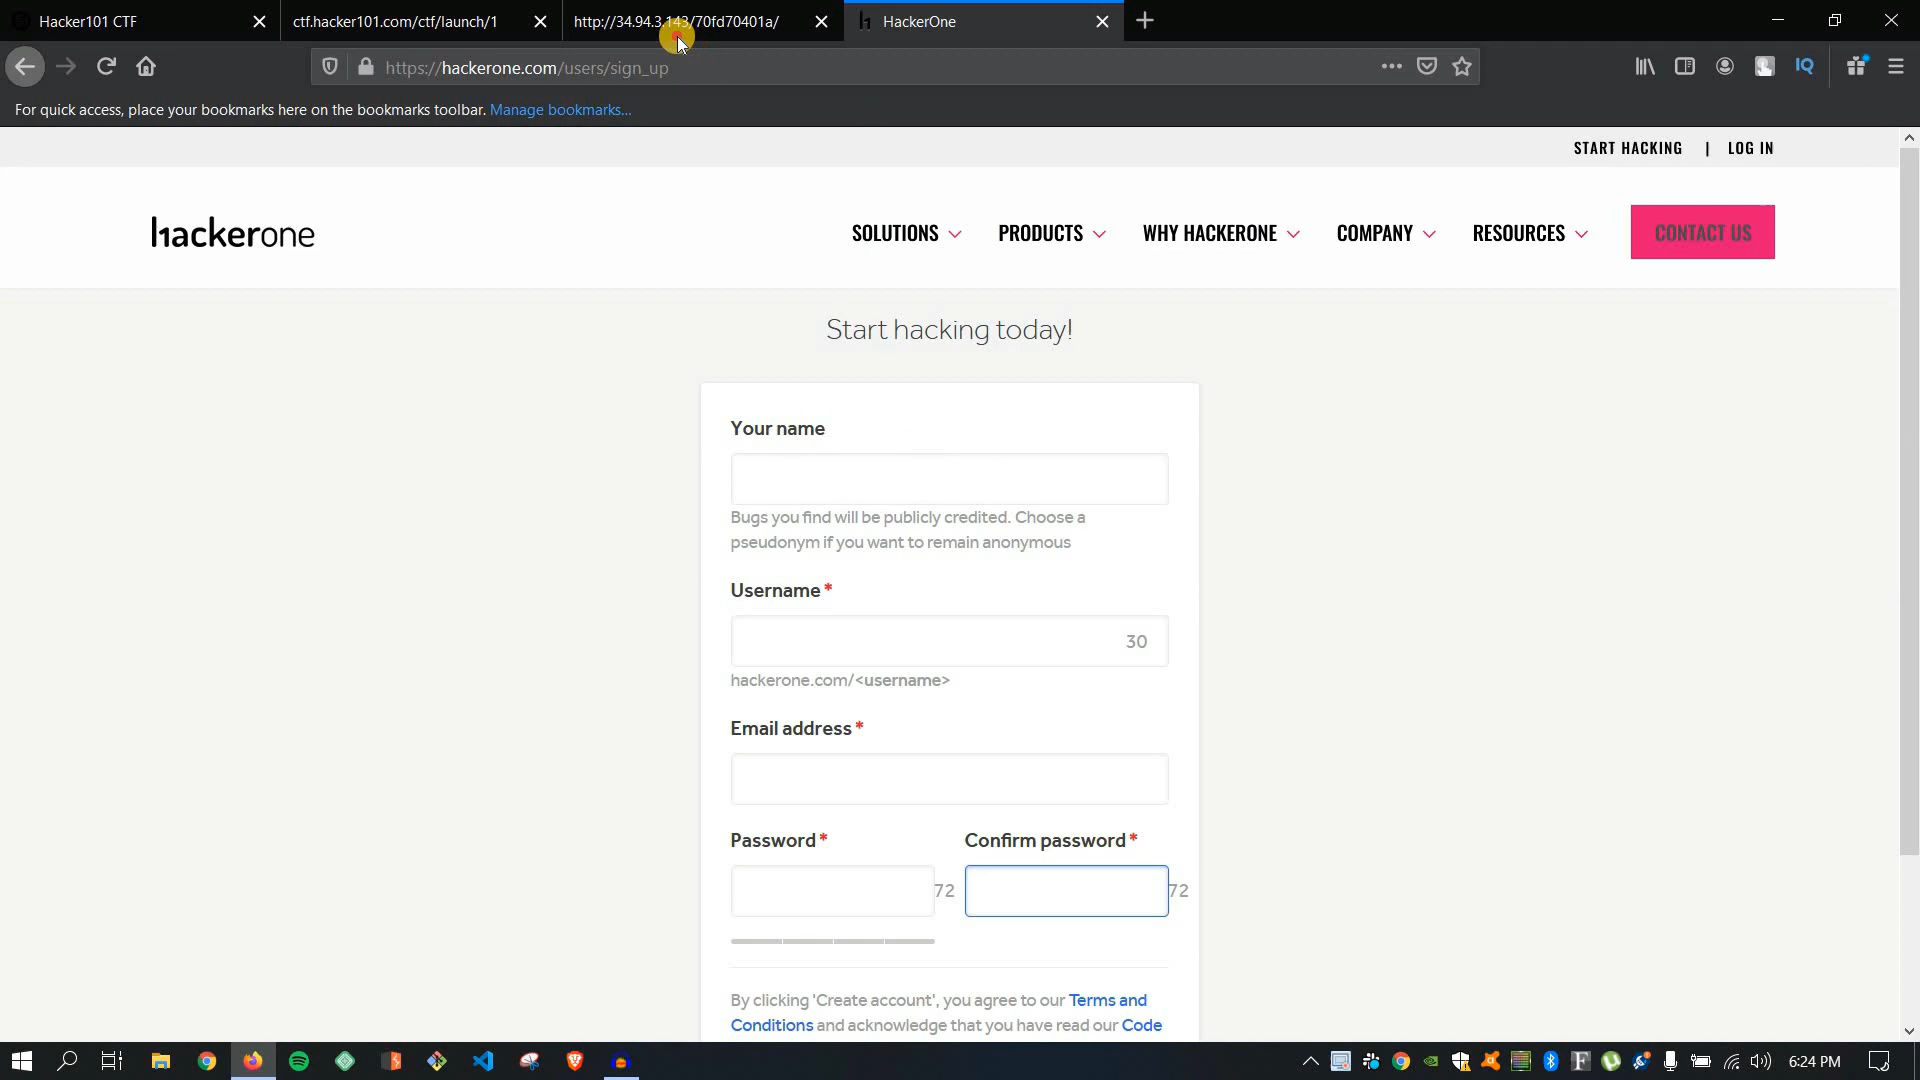 Hacker101 CTF
ctf.hacker101.com/ctf/launch/1
http://34.94.3.143/70fd70401a/
HackerOne
https://hackerone.com/users/sign_up
IQ
For quick access, place your bookmarks here on the bookmarks toolbar. Manage bookmarks...
START HACKING | LOG IN
hackerone
SOLUTIONS
PRODUCTS
WHY HACKERONE
COMPANY
RESOURCES
CONTACT US
Start hacking today!
Your name
Bugs you find will be publicly credited. Choose a
pseudonym if you want to remain anonymous
Username*
30
hackerone.com/<username>
Email address*
Password*
Confirm password*
72
72
By clicking 'Create account', you agree to our Terms and
Conditions and acknowledge that you have read our Code
6:24 PM